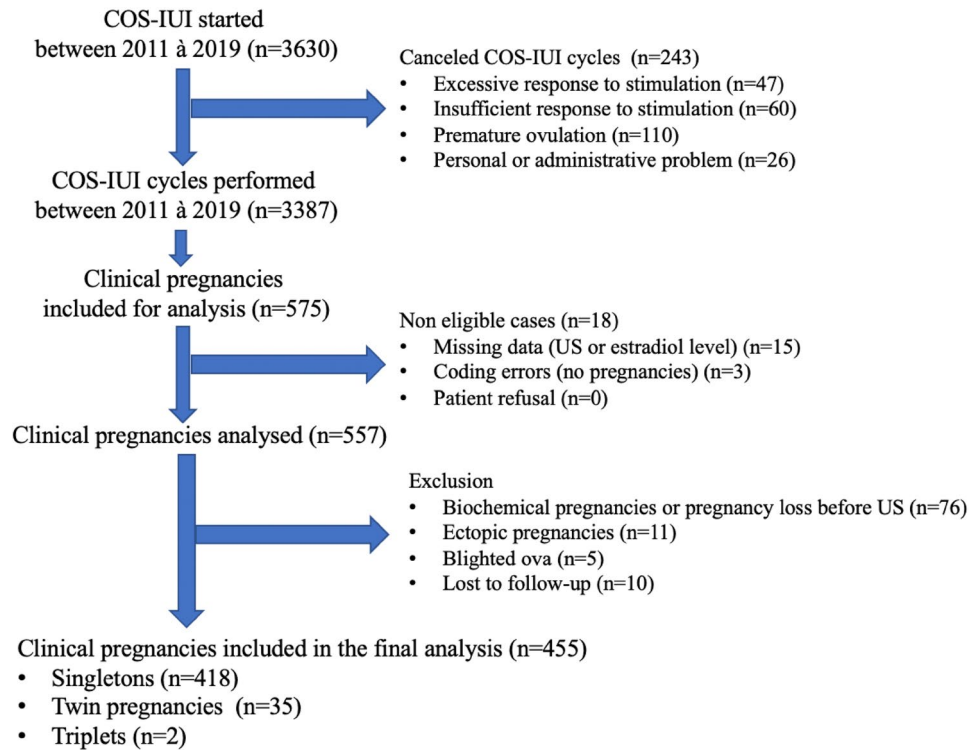 COS-IUI started
between 2011 à 2019 (n=3630)
Canceled COS-IUI cycles (n=243)
• Excessive response to stimulation (n=47)
• Insufficient response to stimulation (n=60)
• Premature ovulation (n=110)
• Personal or administrative problem (n=26)
COS-IUI cycles performed
between 2011 à 2019 (n=3387)
Clinical pregnancies
included for analysis (n=575)
Non eligible cases (n=18)
• Missing data (US or estradiol level) (n=15)
• Coding errors (no pregnancies) (n=3)
• Patient refusal (n=0)
Clinical pregnancies analysed (n=557)
Exclusion
• Biochemical pregnancies or pregnancy loss before US (n=76)
• Ectopic pregnancies (n=11)
• Blighted ova (n=5)
• Lost to follow-up (n=10)
Clinical pregnancies included in the final analysis (n=455)
• Singletons (n=418)
• Twin pregnancies (n=35)
• Triplets (n=2)